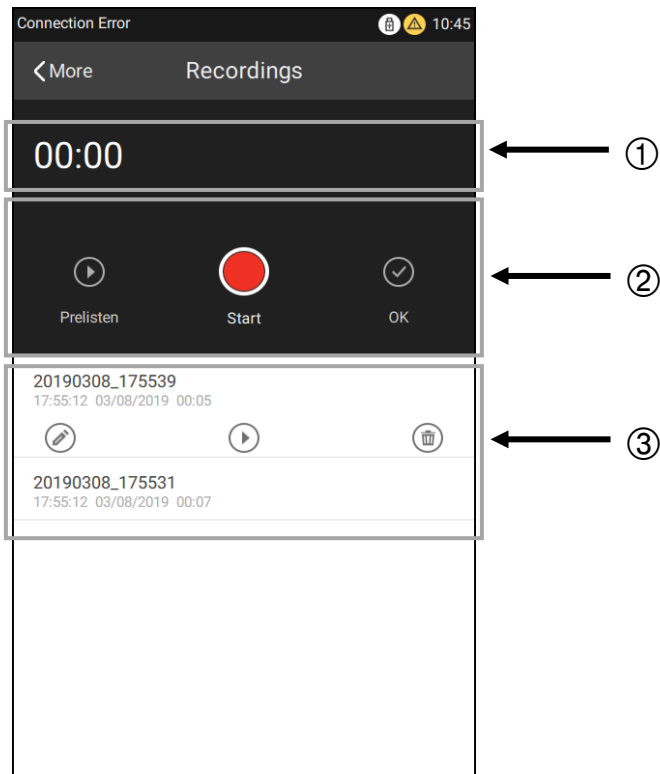 Connection Error 10:45
More Recordings
00:00
①
Prelisten Start OK
②
20190308_175539
17:55:12 03/08/2019 00:05
③
20190308_175531
17:55:12 03/08/2019 00:07